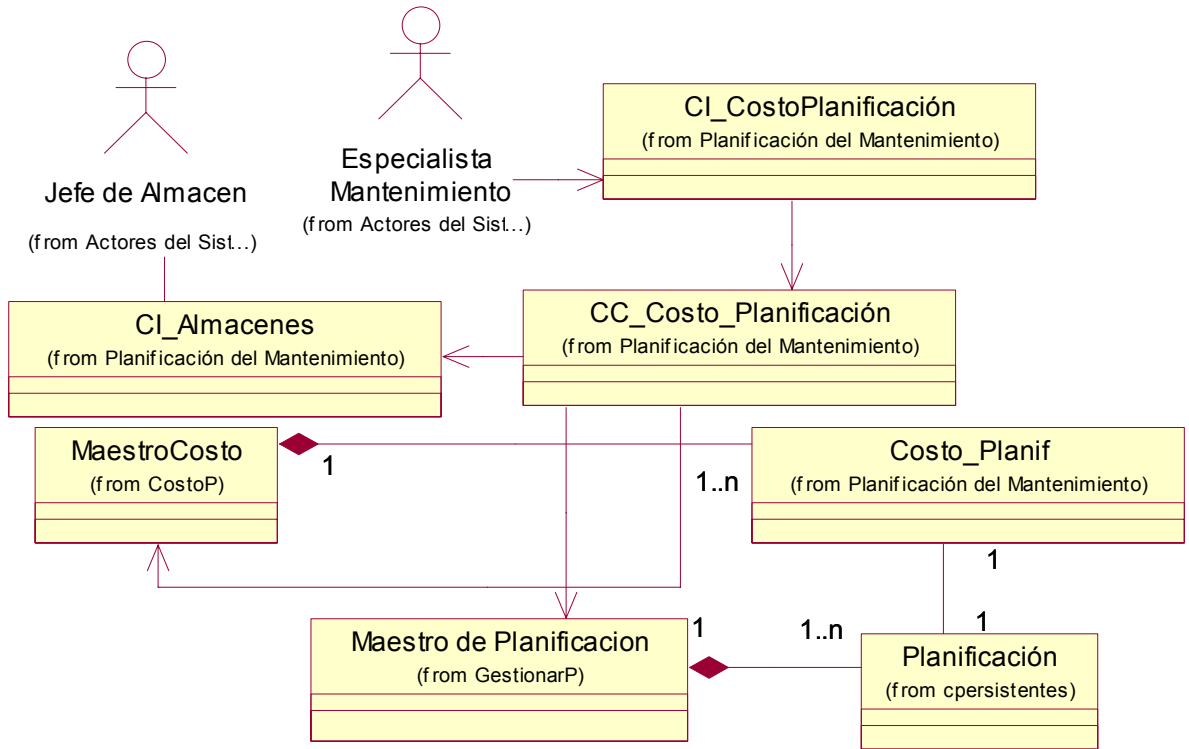 Jefe de Almacen
(from Actores del Sist...)
Especialista
Mantenimiento
(from Actores del Sist...)
CI_CostoPlanificación
(from Planificación del Mantenimiento)
CI_Almacenes
(from Planificación del Mantenimiento)
CC_Costo_Planificación
(from Planificación del Mantenimiento)
MaestroCosto
(from CostoP)
1
1..n
Costo_Planif
(from Planificación del Mantenimiento)
1
1
Maestro de Planificacion
(from GestionarP)
1
1..n
Planificación
(from cpersistentes)